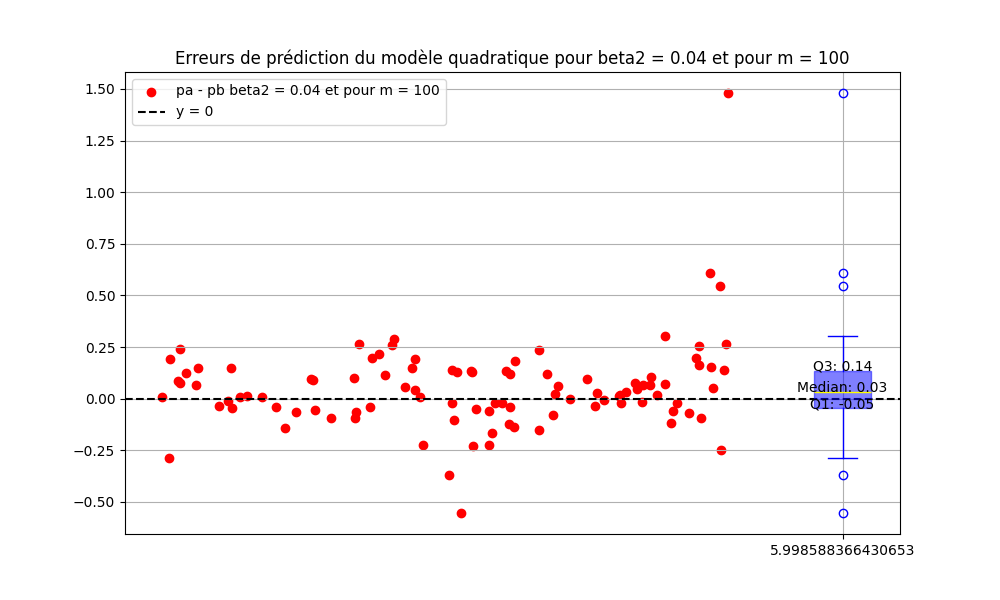 Erreurs de prédiction du modèle quadratique pour beta2 = 0.04 et pour m = 100
pa - pb beta2 = 0.04 et pour m = 100
y = 0
1.50
1.25
1.00
0.75
0.50
0.25
0.00
−0.25
−0.50
Q3: 0.14
Median: 0.03
Q1: -0.05
5.998588366430653